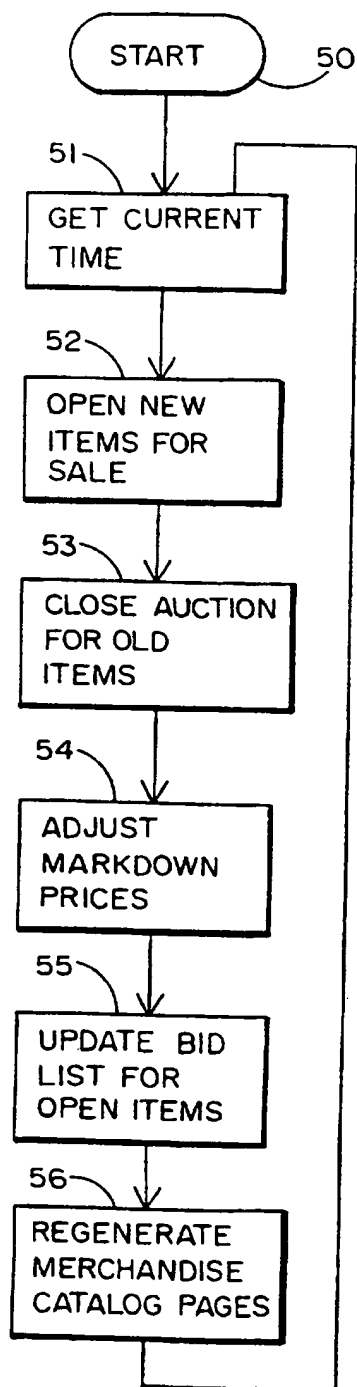 START
50
51
GET CURRENT
TIME
52
OPEN NEW
ITEMS FOR
SALE
53
CLOSE AUCTION
FOR OLD
ITEMS
54
ADJUST
MARKDOWN
PRICES
55
UPDATE BID
LIST FOR
OPEN ITEMS
56
REGENERATE
MERCHANDISE
CATALOG PAGES